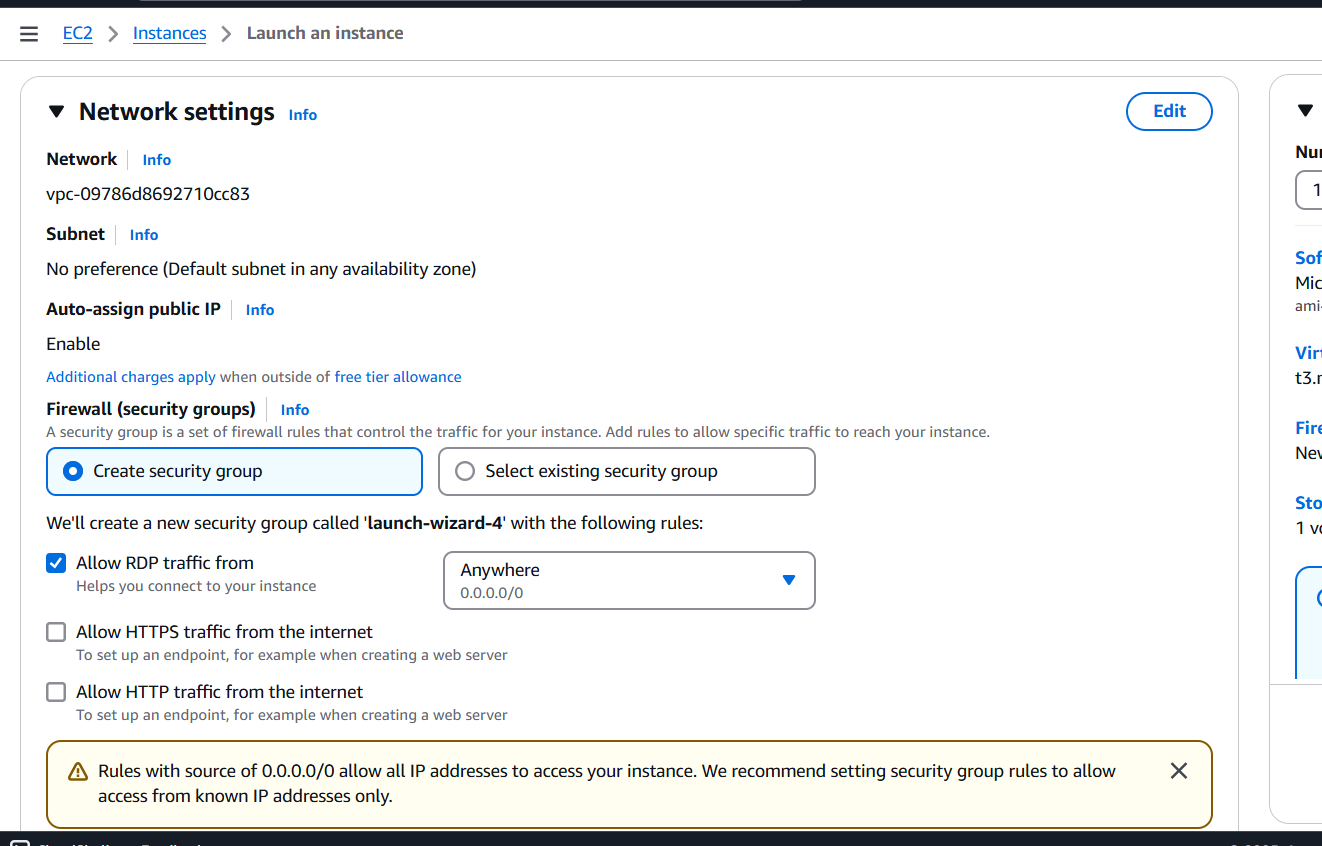 EC2 > Instances > Launch an instance
Network settings Info
Edit
Network Info
vpc-09786d8692710cc83
Subnet Info
No preference (Default subnet in any availability zone)
Auto-assign public IP Info
Enable
Additional charges apply when outside of free tier allowance
Firewall (security groups) Info
A security group is a set of firewall rules that control the traffic for your instance. Add rules to allow specific traffic to reach your instance.
Create security group
Select existing security group
We'll create a new security group called 'launch-wizard-4' with the following rules:
Allow RDP traffic from
Helps you connect to your instance
Anywhere
0.0.0.0/0
Allow HTTPS traffic from the internet
To set up an endpoint, for example when creating a web server
Allow HTTP traffic from the internet
To set up an endpoint, for example when creating a web server
Rules with source of 0.0.0.0/0 allow all IP addresses to access your instance. We recommend setting security group rules to allow
access from known IP addresses only.
1
ami-
1 v